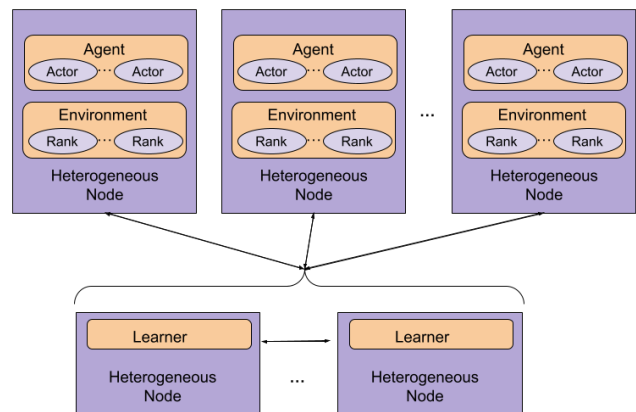 Agent Agent Agent
Actor ... Actor Actor ... Actor Actor ... Actor
Environment Environment ... Environment
Rank ... Rank Rank ... Rank Rank ... Rank
Heterogeneous Heterogeneous Heterogeneous
Node Node Node
Learner Learner
Heterogeneous ... Heterogeneous
Node Node